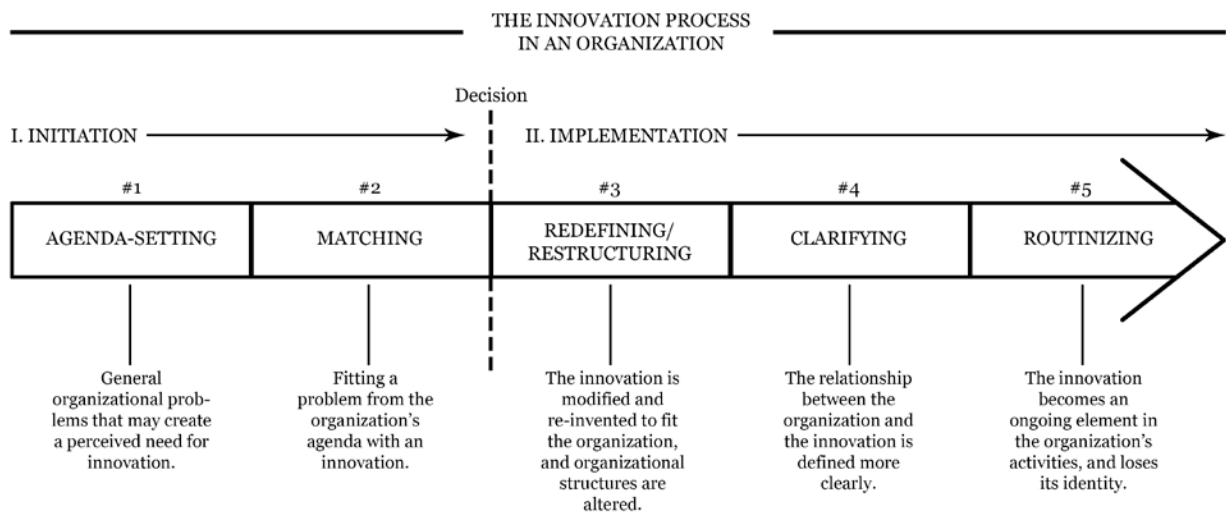 THE INNOVATION PROCESS
IN AN ORGANIZATION
Decision
I. INITIATION
II. IMPLEMENTATION
#1
#2
#3
#4
#5
AGENDA-SETTING
MATCHING
REDEFINING/
RESTRUCTURING
CLARIFYING
ROUTINIZING
General
organizational prob-
lems that may create
a perceived need for
innovation.
Fitting a
problem from the
organization's
agenda with an
innovation.
The innovation is
modified and
re-invented to fit
the organization,
and organizational
structures are
altered.
The relationship
between the
organization and
the innovation is
defined more
clearly.
The innovation
becomes an
ongoing element in
the organization's
activities, and loses
its identity.